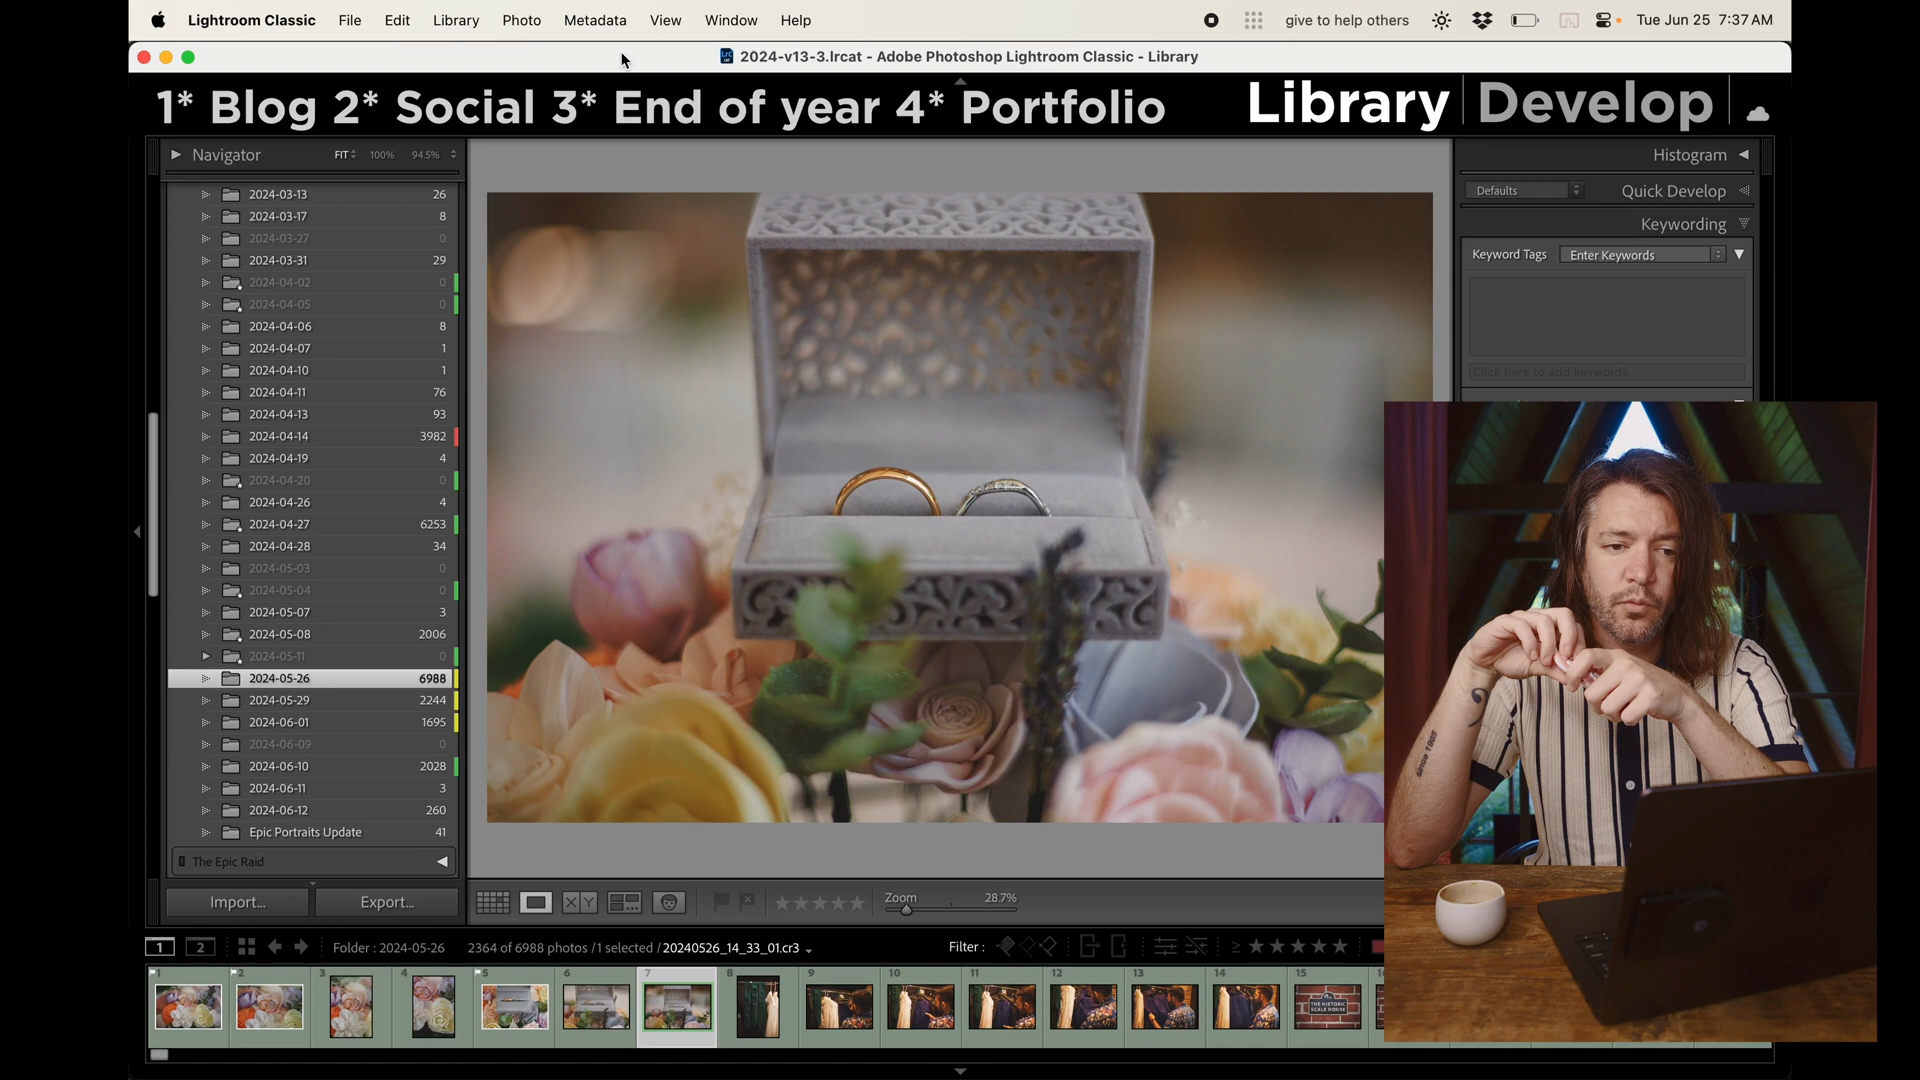 Lightroom Classic File Edit Library Photo Metadata View Window Help give to help others Tue Jun 25 7:37 AM
2024-v13-3.lrcat - Adobe Photoshop Lightroom Classic - Library
1* Blog 2* Social 3* End of year 4* Portfolio Library Develop
Navigator FIT 100% 94.5% Histogram
Defaults Quick Develop
Keywording
Keyword Tags Enter Keywords
Click here to add keywords
2024-03-13 26
2024-03-17 8
2024-03-27 0
2024-03-31 29
2024-04-02 0
2024-04-05 0
2024-04-06 8
2024-04-07 1
2024-04-10 1
2024-04-11 76
2024-04-13 93
2024-04-14 3982
2024-04-19 4
2024-04-20 0
2024-04-26 4
2024-04-27 6253
2024-04-28 34
2024-05-03 0
2024-05-04 0
2024-05-07 3
2024-05-08 2006
2024-05-11 0
2024-05-26 6988
2024-05-29 2244
2024-06-01 1695
2024-06-09 0
2024-06-10 2028
2024-06-11 3
2024-06-12 260
Epic Portraits Update 41
The Epic Raid
Import... Export... X Y Zoom 28.7%
since 1985
1 2 Folder : 2024-05-26 2364 of 6988 photos / 1 selected / 20240526_14_33_01.cr3 Filter : ≥
1 2 3 4 5 6 7 8 9 10 11 12 13 14 15
THE HISTORIC
SCALE HOUSE